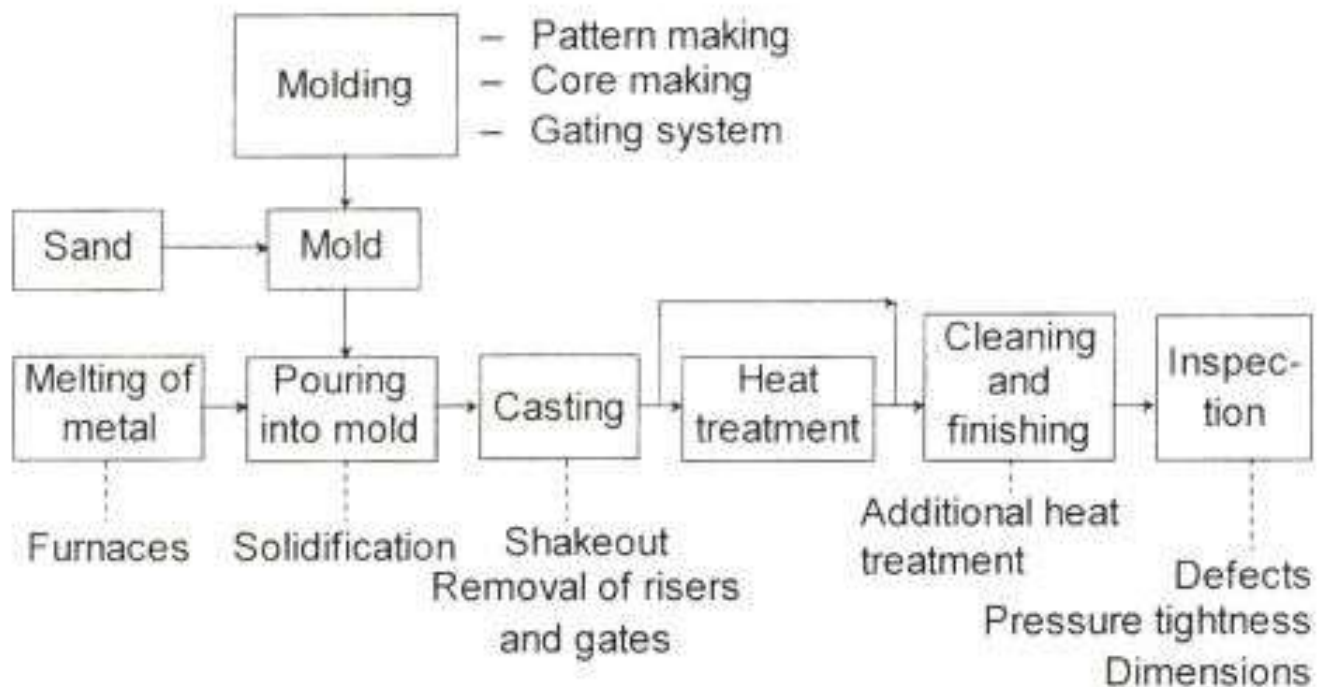 Molding
– Pattern making
– Core making
– Gating system
Sand
Mold
Melting of
metal
Pouring
into mold
Casting
Heat
treatment
Cleaning
and
finishing
Inspec-
tion
Furnaces
Solidification
Shakeout
Removal of risers
and gates
Additional heat
treatment
Defects
Pressure tightness
Dimensions